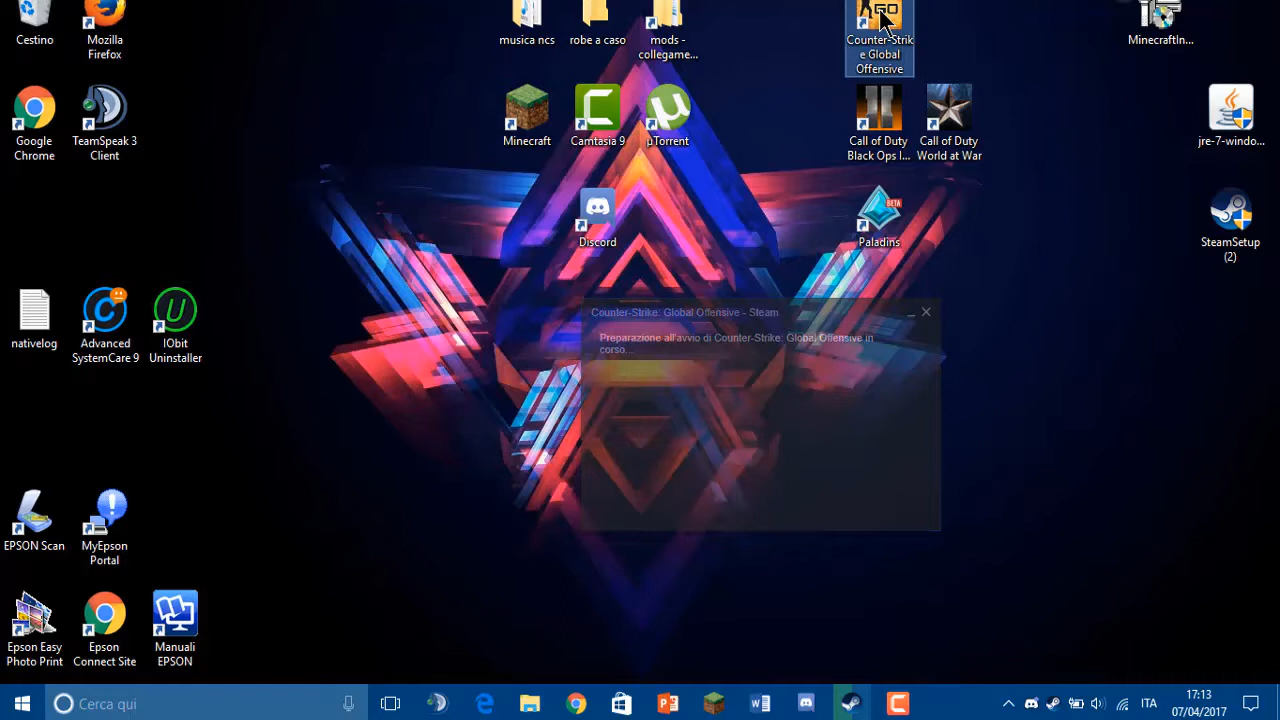 Cestino
Mozilla
Firefox
musica ncs
robe a caso
mods -
collegame...
GO
Counter-Strik
e Global
Offensive
MinecraftIn...
Google
Chrome
TeamSpeak 3
Client
Minecraft
Camtasia 9
µTorrent
II
Call of Duty
Black Ops I...
Call of Duty
World at War
jre-7-windo...
Discord
BETA
Paladins
SteamSetup
(2)
nativelog
Advanced
SystemCare 9
IObit
Uninstaller
Counter-Strike: Global Offensive - Steam
Preparazione all'avvio di Counter-Strike: Global Offensive in
corso...
EPSON Scan
MyEpson
Portal
Epson Easy
Photo Print
Epson
Connect Site
Manuali
EPSON
Cerca qui
ITA
17:13
07/04/2017